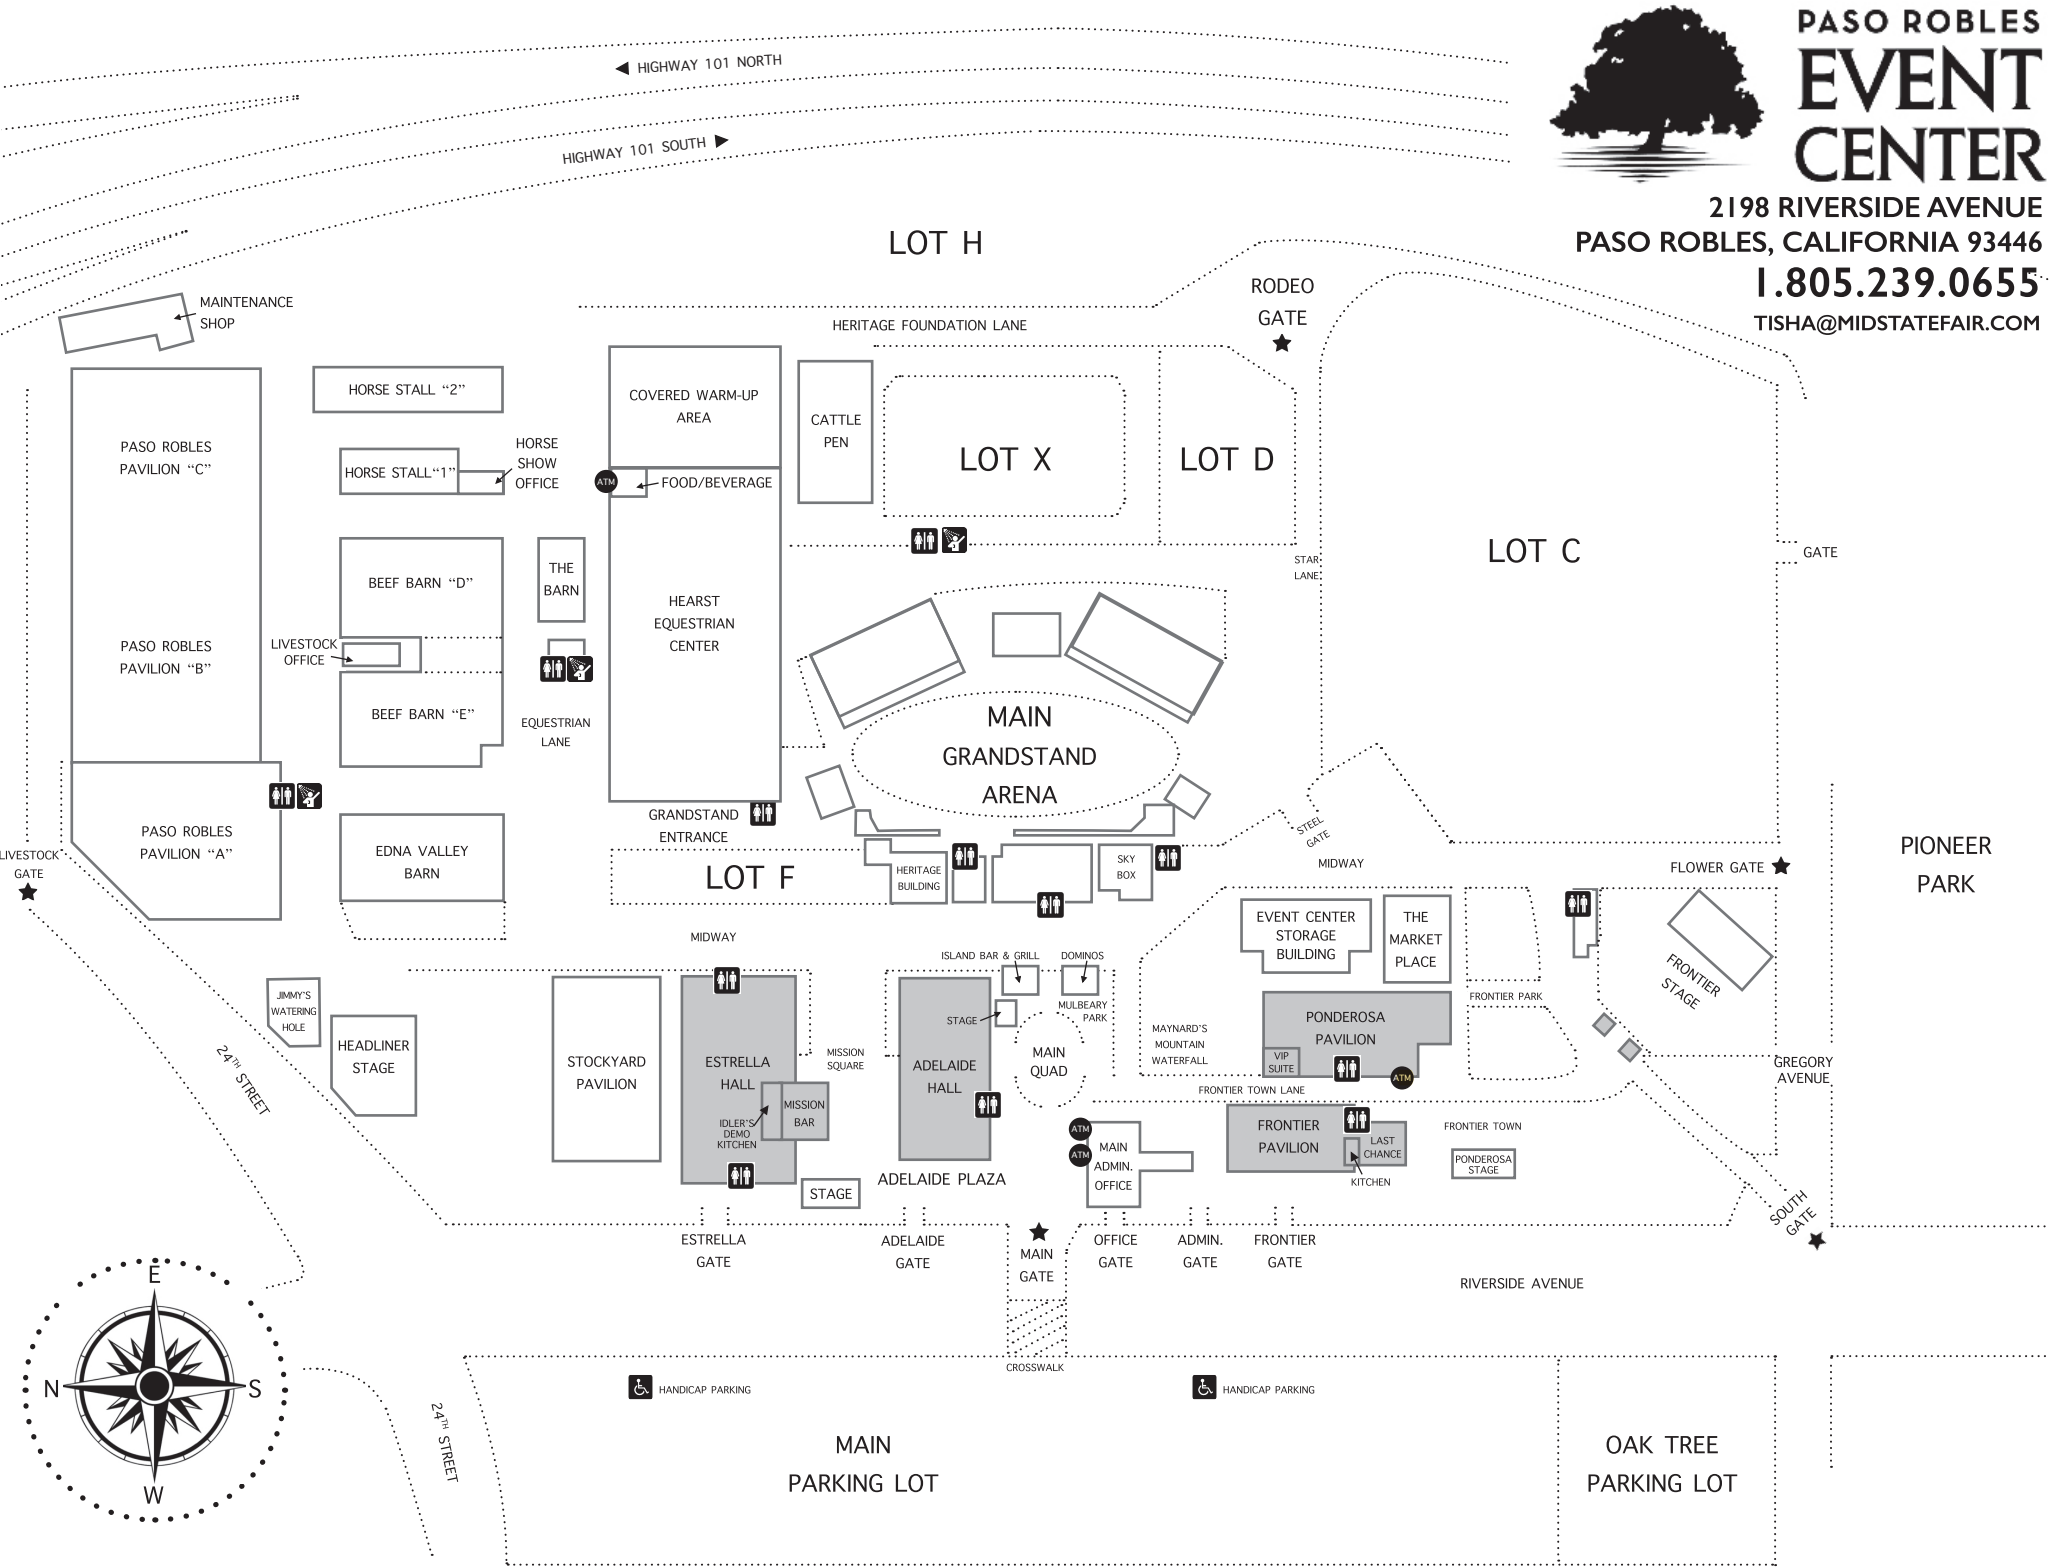 PASO ROBLES
EVENT
CENTER
2198 RIVERSIDE AVENUE
PASO ROBLES, CALIFORNIA 93446
1.805.239.0655
TISHA@MIDSTATEFAIR.COM
◄ HIGHWAY 101 NORTH
HIGHWAY 101 SOUTH ►
LOT H
RODEO
GATE
HERITAGE FOUNDATION LANE
MAINTENANCE
SHOP
PASO ROBLES
PAVILION “C”
HORSE STALL “2”
HORSE STALL“1”
HORSE
SHOW
OFFICE
COVERED WARM-UP
AREA
ATM
FOOD/BEVERAGE
CATTLE
PEN
LOT X
LOT D
LOT C
GATE
STAR
LANE
BEEF BARN “D”
THE
BARN
HEARST
EQUESTRIAN
CENTER
LIVESTOCK
OFFICE
PASO ROBLES
PAVILION “B”
BEEF BARN “E”
EQUESTRIAN
LANE
MAIN
GRANDSTAND
ARENA
PASO ROBLES
PAVILION “A”
LIVESTOCK
GATE
EDNA VALLEY
BARN
GRANDSTAND
ENTRANCE
LOT F
HERITAGE
BUILDING
SKY
BOX
STEEL
GATE
MIDWAY
FLOWER GATE
PIONEER
PARK
MIDWAY
EVENT CENTER
STORAGE
BUILDING
THE
MARKET
PLACE
FRONTIER
STAGE
ISLAND BAR & GRILL
DOMINOS
MULBEARY
PARK
STAGE
MAIN
QUAD
FRONTIER PARK
PONDEROSA
PAVILION
VIP
SUITE
ATM
MAYNARD'S
MOUNTAIN
WATERFALL
JIMMY'S
WATERING
HOLE
HEADLINER
STAGE
24TH STREET
STOCKYARD
PAVILION
ESTRELLA
HALL
MISSION
SQUARE
MISSION
BAR
IDLER'S
DEMO
KITCHEN
ADELAIDE
HALL
ADELAIDE PLAZA
STAGE
GREGORY
AVENUE
FRONTIER TOWN LANE
ATM
ATM
MAIN
ADMIN.
OFFICE
FRONTIER
PAVILION
LAST
CHANCE
KITCHEN
FRONTIER TOWN
PONDEROSA
STAGE
SOUTH
GATE
ESTRELLA
GATE
ADELAIDE
GATE
MAIN
GATE
OFFICE
GATE
ADMIN.
GATE
FRONTIER
GATE
RIVERSIDE AVENUE
CROSSWALK
E
N
S
W
24TH STREET
HANDICAP PARKING
HANDICAP PARKING
MAIN
PARKING LOT
OAK TREE
PARKING LOT